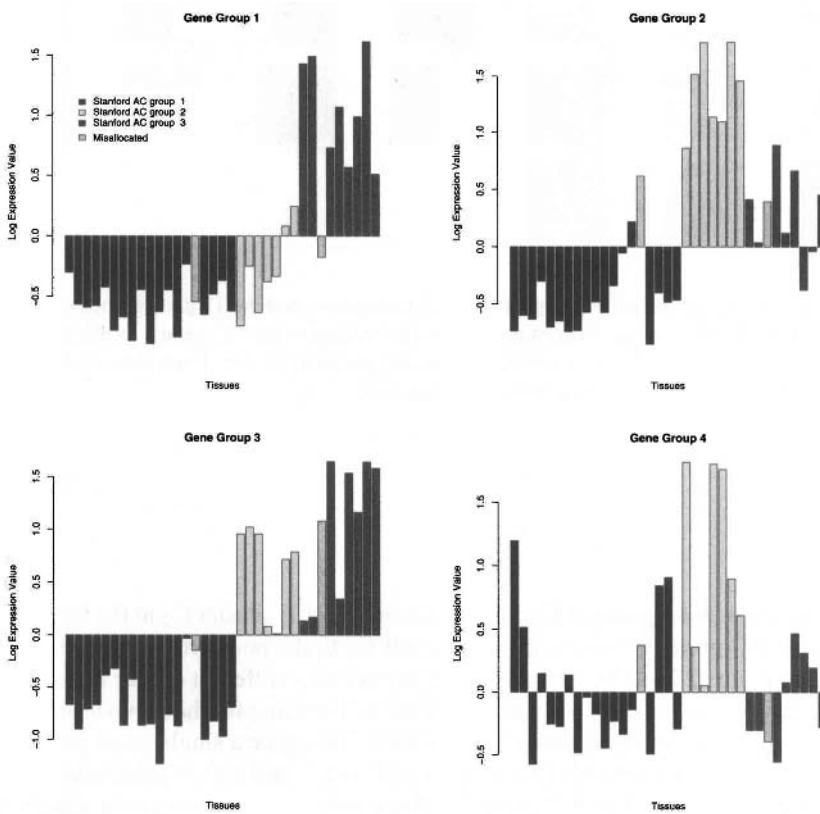 Gene Group 1
Log Expression Value
1.5
1.0
0.5
0.0
-0.5
Stanford AC group 1
Stanford AC group 2
Stanford AC group 3
Misallocated
Tissues
Gene Group 2
Log Expression Value
1.5
1.0
0.5
0.0
-0.5
Tissues
Gene Group 3
Log Expression Value
1.5
1.0
0.5
0.0
-0.5
-1.0
Tissues
Gene Group 4
Log Expression Value
1.5
1.0
0.5
0.0
-0.5
Tissues